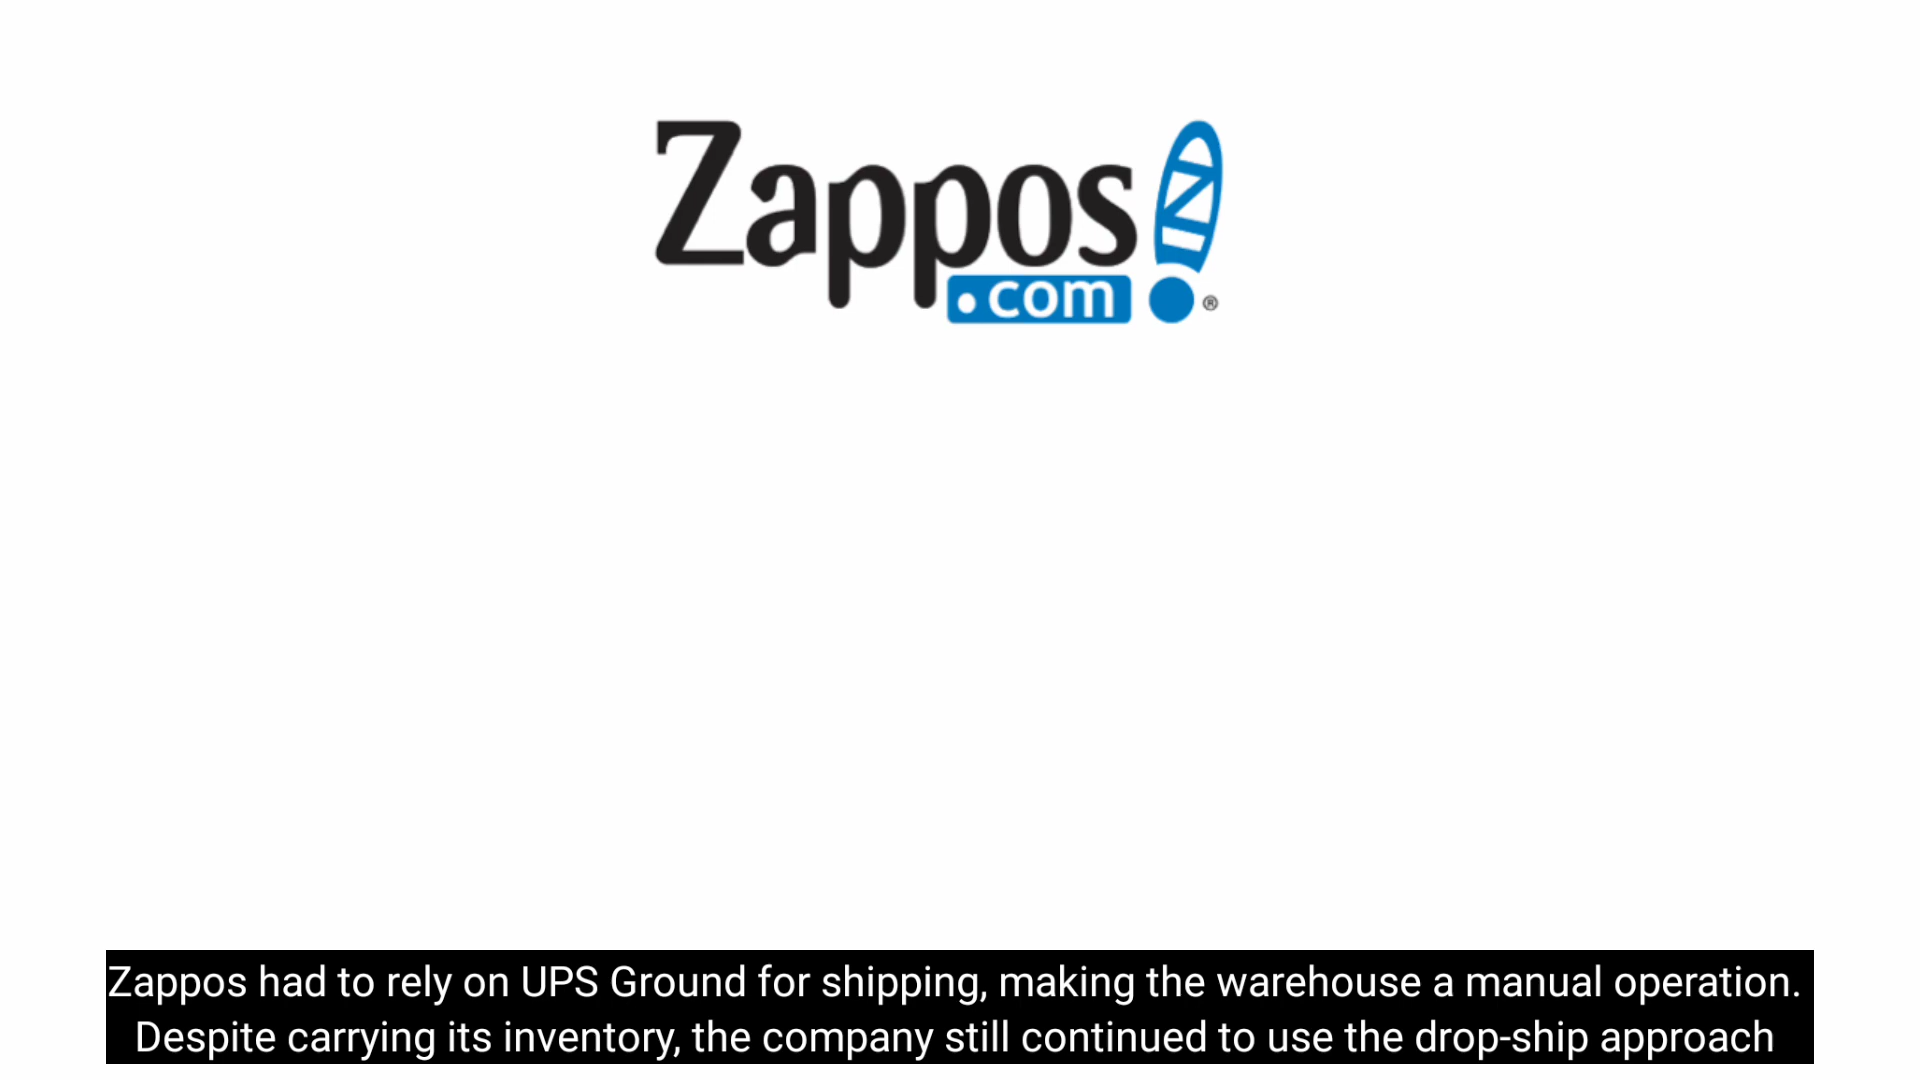 Zappos
.com ®
Zappos had to rely on UPS Ground for shipping, making the warehouse a manual operation.
Despite carrying its inventory, the company still continued to use the drop-ship approach